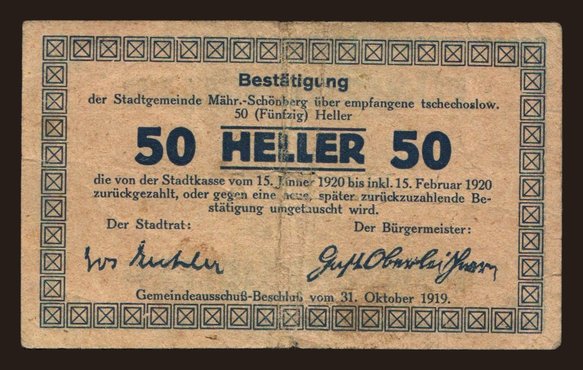 Bestätigung
der Stadtgemeinde Mähr.-Schönberg über empfangene tschechoslow.
50 (Fünfzig) Heller
50 HELLER 50
die von der Stadtkasse vom 15. Jänner 1920 bis inkl. 15. Februar 1920
zurückgezahlt, oder gegen eine neue, später zurückzuzahlende Be-
stätigung umgetauscht wird.
Der Stadtrat: Der Bürgermeister:
Gemeindeausschuß-Beschluß vom 31. Oktober 1919.